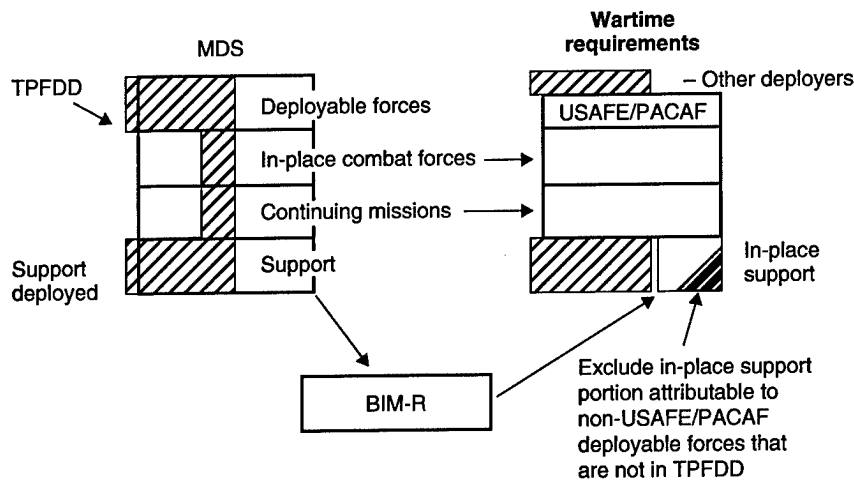 Wartime
requirements
MDS
TPFDD
– Other deployers
Deployable forces
USAFE/PACAF
In-place combat forces
Continuing missions
Support
deployed
Support
In-place
support
BIM-R
Exclude in-place support
portion attributable to
non-USAFE/PACAF
deployable forces that
are not in TPFDD